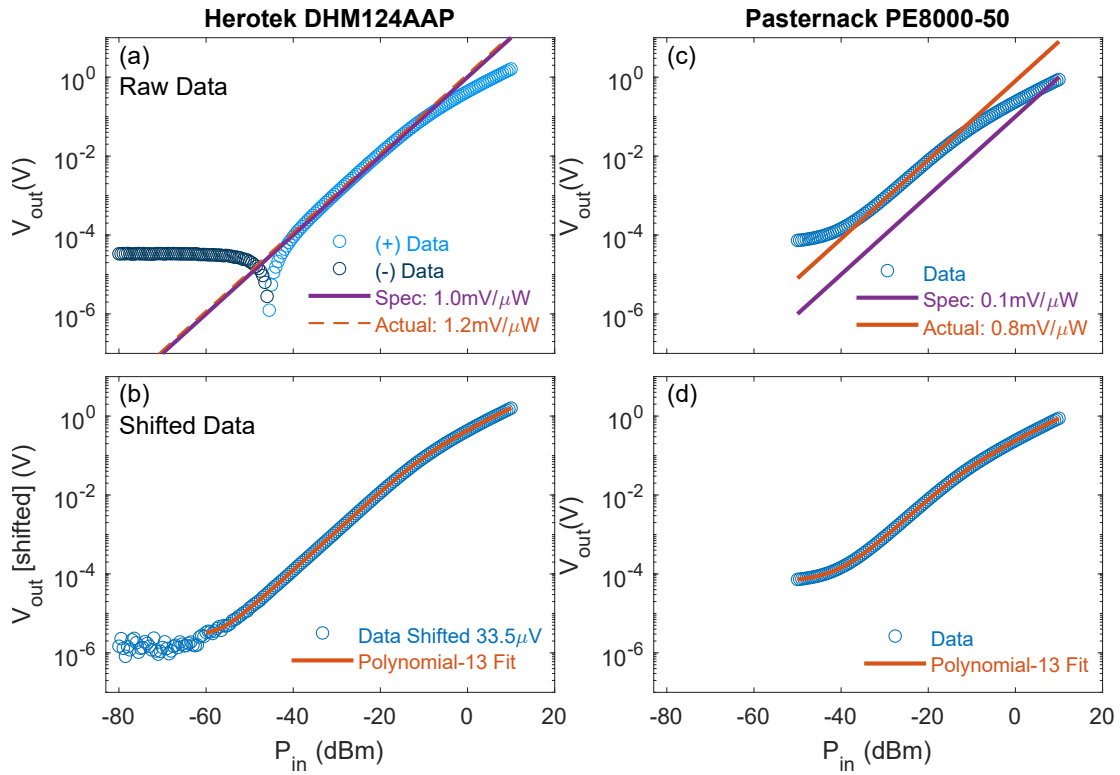 Herotek DHM124AAP
Pasternack PE8000-50
(a)
Raw Data
10^0
10^-2
10^-4
10^-6
V_out(V)
(+) Data
(-) Data
Spec: 1.0mV/μW
Actual: 1.2mV/μW
(c)
10^0
10^-2
10^-4
10^-6
V_out(V)
Data
Spec: 0.1mV/μW
Actual: 0.8mV/μW
(b)
Shifted Data
10^0
10^-2
10^-4
10^-6
V_out [shifted] (V)
Data Shifted 33.5μV
Polynomial-13 Fit
-80 -60 -40 -20 0 20
P_in (dBm)
(d)
10^0
10^-2
10^-4
10^-6
V_out(V)
Data
Polynomial-13 Fit
-80 -60 -40 -20 0 20
P_in (dBm)